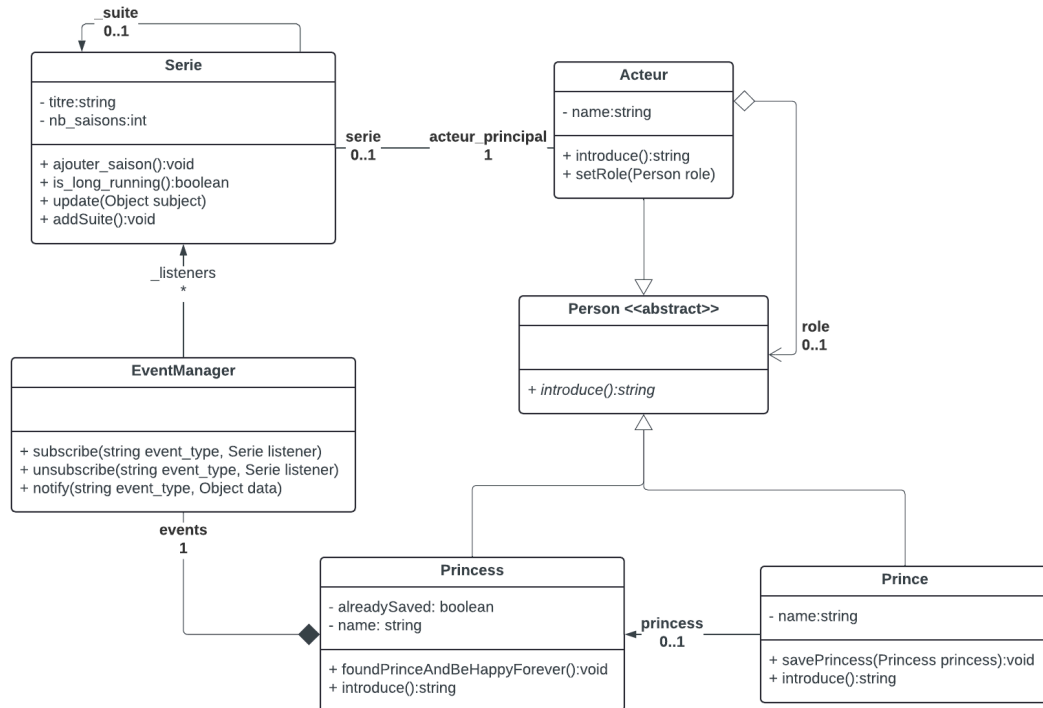 _suite
0..1
Serie
- titre:string
- nb_saisons:int
+ ajouter_saison():void
+ is_long_running():boolean
+ update(Object subject)
+ addSuite():void
serie
0..1
acteur_principal
1
Acteur
- name:string
+ introduce():string
+ setRole(Person role)
_listeners
*
Person <<abstract>>
+ introduce():string
role
0..1
EventManager
+ subscribe(string event_type, Serie listener)
+ unsubscribe(string event_type, Serie listener)
+ notify(string event_type, Object data)
events
1
Princess
- alreadySaved: boolean
- name: string
+ foundPrinceAndBeHappyForever():void
+ introduce():string
princess
0..1
Prince
- name:string
+ savePrincess(Princess princess):void
+ introduce():string